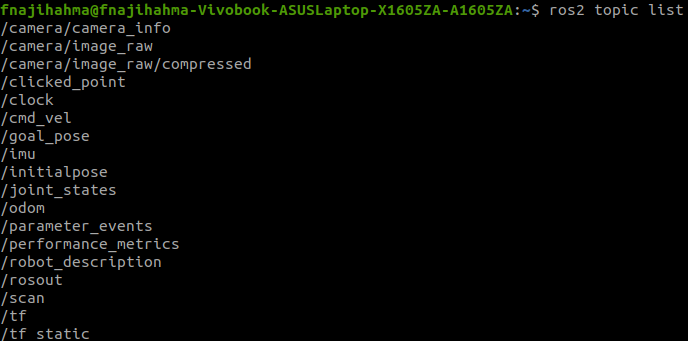 fnajihahma@fnajihahma-Vivobook-ASUSLaptop-X1605ZA-A1605ZA:~$ ros2 topic list
/camera/camera_info
/camera/image_raw
/camera/image_raw/compressed
/clicked_point
/clock
/cmd_vel
/goal_pose
/imu
/initialpose
/joint_states
/odom
/parameter_events
/performance_metrics
/robot_description
/rosout
/scan
/tf
/tf_static